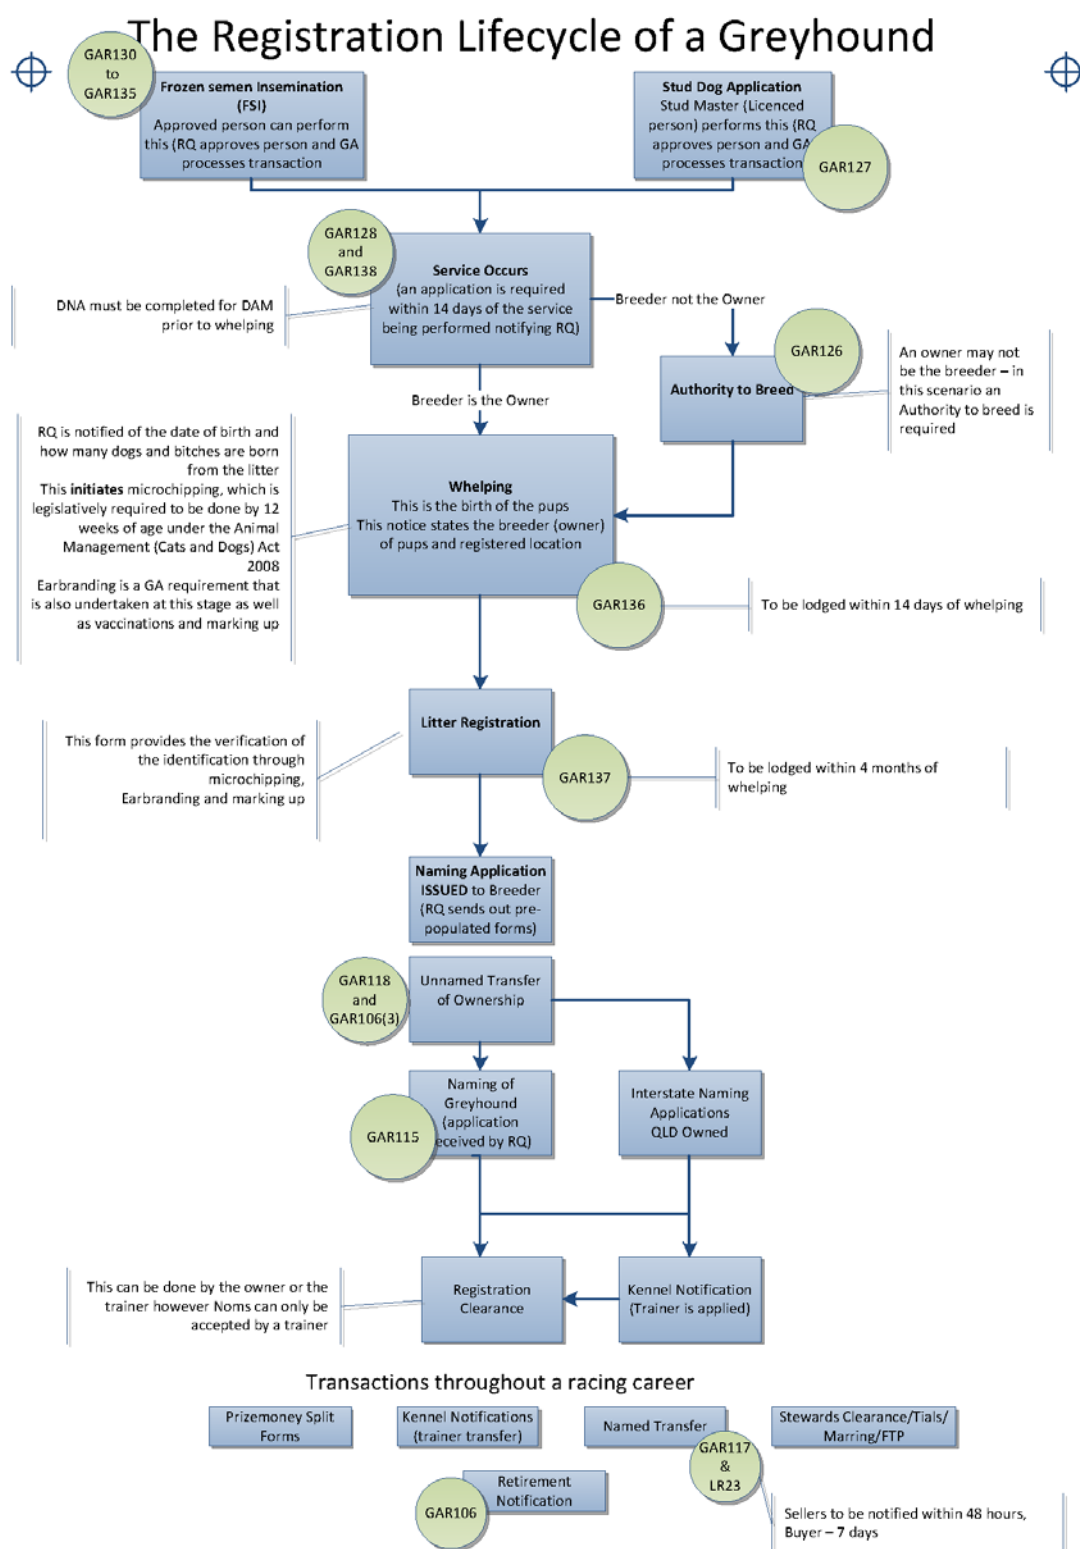 The Registration Lifecycle of a Greyhound
GAR130
to
GAR135
Frozen semen Insemination
(FSI)
Approved person can perform
this (RQ approves person and GA
processes transaction
Stud Dog Application
Stud Master (Licenced
person) performs this (RQ
approves person and GA
processes transaction
GAR127
GAR128
and
GAR138
Service Occurs
(an application is required
within 14 days of the service
being performed notifying RQ)
DNA must be completed for DAM
prior to whelping
Breeder not the Owner
GAR126
Authority to Breed
An owner may not
be the breeder – in
this scenario an
Authority to breed is
required
Breeder is the Owner
RQ is notified of the date of birth and
how many dogs and bitches are born
from the litter
This initiates microchipping, which is
legislatively required to be done by 12
weeks of age under the Animal
Management (Cats and Dogs) Act
2008
Earbranding is a GA requirement that
is also undertaken at this stage as well
as vaccinations and marking up
Whelping
This is the birth of the pups
This notice states the breeder (owner)
of pups and registered location
GAR136
To be lodged within 14 days of whelping
Litter Registration
This form provides the verification of
the identification through
microchipping,
Earbranding and marking up
GAR137
To be lodged within 4 months of
whelping
Naming Application
ISSUED to Breeder
(RQ sends out pre-
populated forms)
GAR118
and
GAR106(3)
Unnamed Transfer
of Ownership
Naming of
Greyhound
(application
eceived by RQ)
GAR115
Interstate Naming
Applications
QLD Owned
This can be done by the owner or the
trainer however Noms can only be
accepted by a trainer
Registration
Clearance
Kennel Notification
(Trainer is applied)
Transactions throughout a racing career
Prizemoney Split
Forms
Kennel Notifications
(trainer transfer)
Named Transfer
Stewards Clearance/Tials/
Marring/FTP
GAR117
&
LR23
Retirement
Notification
GAR106
Sellers to be notified within 48 hours,
Buyer – 7 days